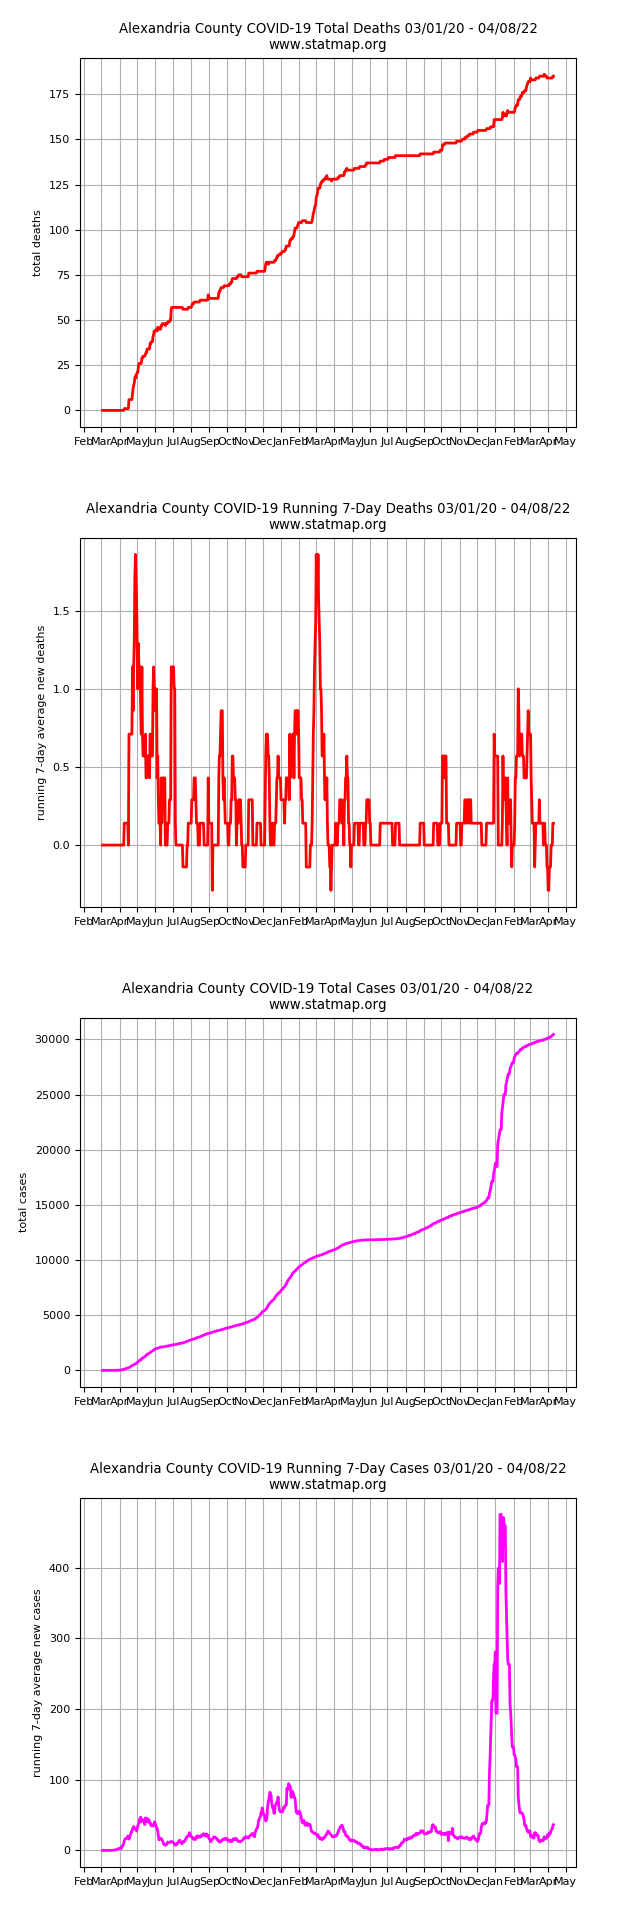 Alexandria County COVID-19 Total Deaths 03/01/20 - 04/08/22
www.statmap.org
total deaths
175
150
125
100
75
50
25
0
Feb Mar Apr May Jun Jul Aug Sep Oct Nov Dec Jan Feb Mar Apr May Jun Jul Aug Sep Oct Nov Dec Jan Feb Mar Apr May
Alexandria County COVID-19 Running 7-Day Deaths 03/01/20 - 04/08/22
www.statmap.org
running 7-day average new deaths
1.5
1.0
0.5
0.0
Feb Mar Apr May Jun Jul Aug Sep Oct Nov Dec Jan Feb Mar Apr May Jun Jul Aug Sep Oct Nov Dec Jan Feb Mar Apr May
Alexandria County COVID-19 Total Cases 03/01/20 - 04/08/22
www.statmap.org
total cases
30000
25000
20000
15000
10000
5000
0
Feb Mar Apr May Jun Jul Aug Sep Oct Nov Dec Jan Feb Mar Apr May Jun Jul Aug Sep Oct Nov Dec Jan Feb Mar Apr May
Alexandria County COVID-19 Running 7-Day Cases 03/01/20 - 04/08/22
www.statmap.org
running 7-day average new cases
400
300
200
100
0
Feb Mar Apr May Jun Jul Aug Sep Oct Nov Dec Jan Feb Mar Apr May Jun Jul Aug Sep Oct Nov Dec Jan Feb Mar Apr May